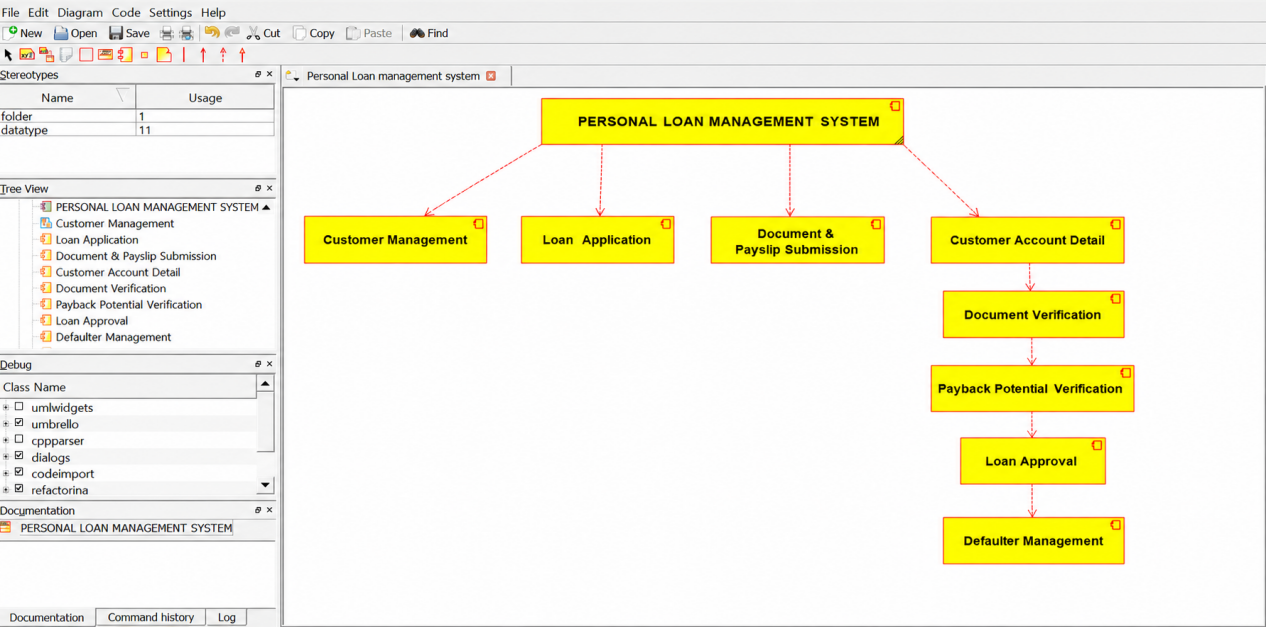 File Edit Diagram Code Settings Help
New Open Save Cut Copy Paste Find
Stereotypes
Name Usage
folder 1
datatype 11
Tree View
PERSONAL LOAN MANAGEMENT SYSTEM
Customer Management
Loan Application
Document & Payslip Submission
Customer Account Detail
Document Verification
Payback Potential Verification
Loan Approval
Defaulter Management
Debug
Class Name
umlwidgets
umbrello
cppparser
dialogs
codeimport
refactorina
Documentation
PERSONAL LOAN MANAGEMENT SYSTEM
Documentation Command history Log
Personal Loan management system
PERSONAL LOAN MANAGEMENT SYSTEM
Customer Management
Loan Application
Document &
Payslip Submission
Customer Account Detail
Document Verification
Payback Potential Verification
Loan Approval
Defaulter Management